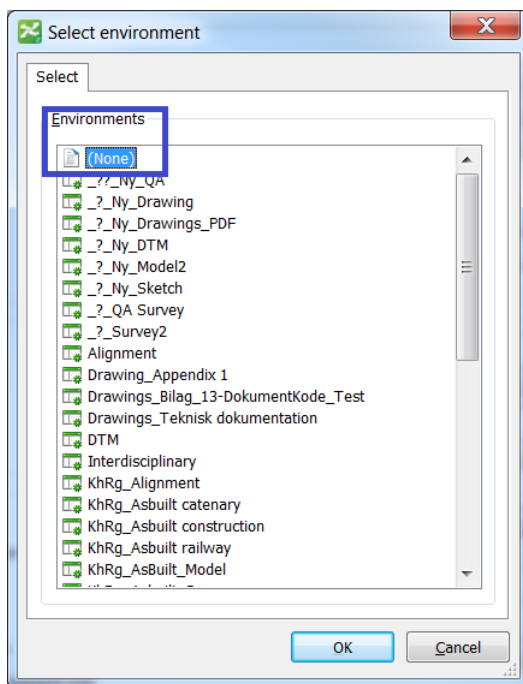 Select environment
X
Select
Environments
(None)
_??_Ny_QA
_?_Ny_Drawing
_?_Ny_Drawings_PDF
_?_Ny_DTM
_?_Ny_Model2
_?_Ny_Sketch
_?_QA Survey
_?_Survey2
Alignment
Drawing_Appendix 1
Drawings_Bilag_13-DokumentKode_Test
Drawings_Teknisk dokumentation
DTM
Interdisciplinary
KhRg_Alignment
KhRg_Asbuilt catenary
KhRg_Asbuilt construction
KhRg_Asbuilt railway
KhRg_AsBuilt_Model
OK Cancel